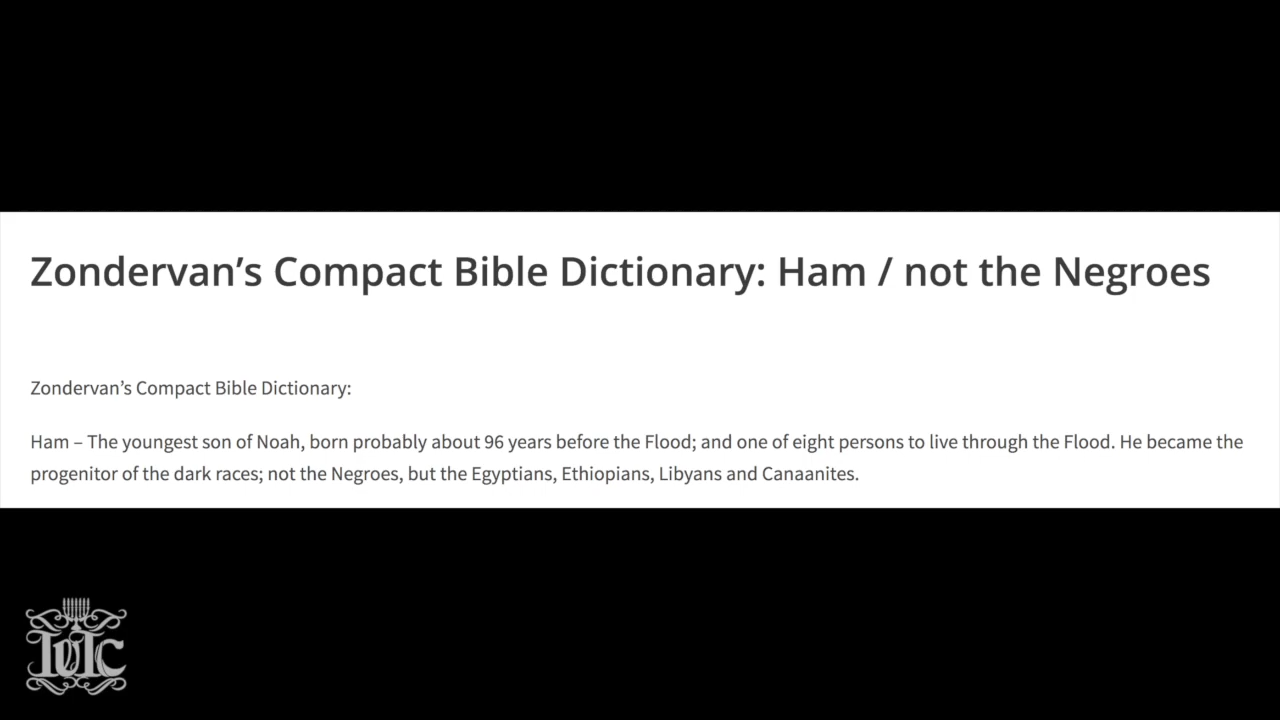 Zondervan’s Compact Bible Dictionary: Ham / not the Negroes
Zondervan’s Compact Bible Dictionary:
Ham – The youngest son of Noah, born probably about 96 years before the Flood; and one of eight persons to live through the Flood. He became the
progenitor of the dark races; not the Negroes, but the Egyptians, Ethiopians, Libyans and Canaanites.
IUIC